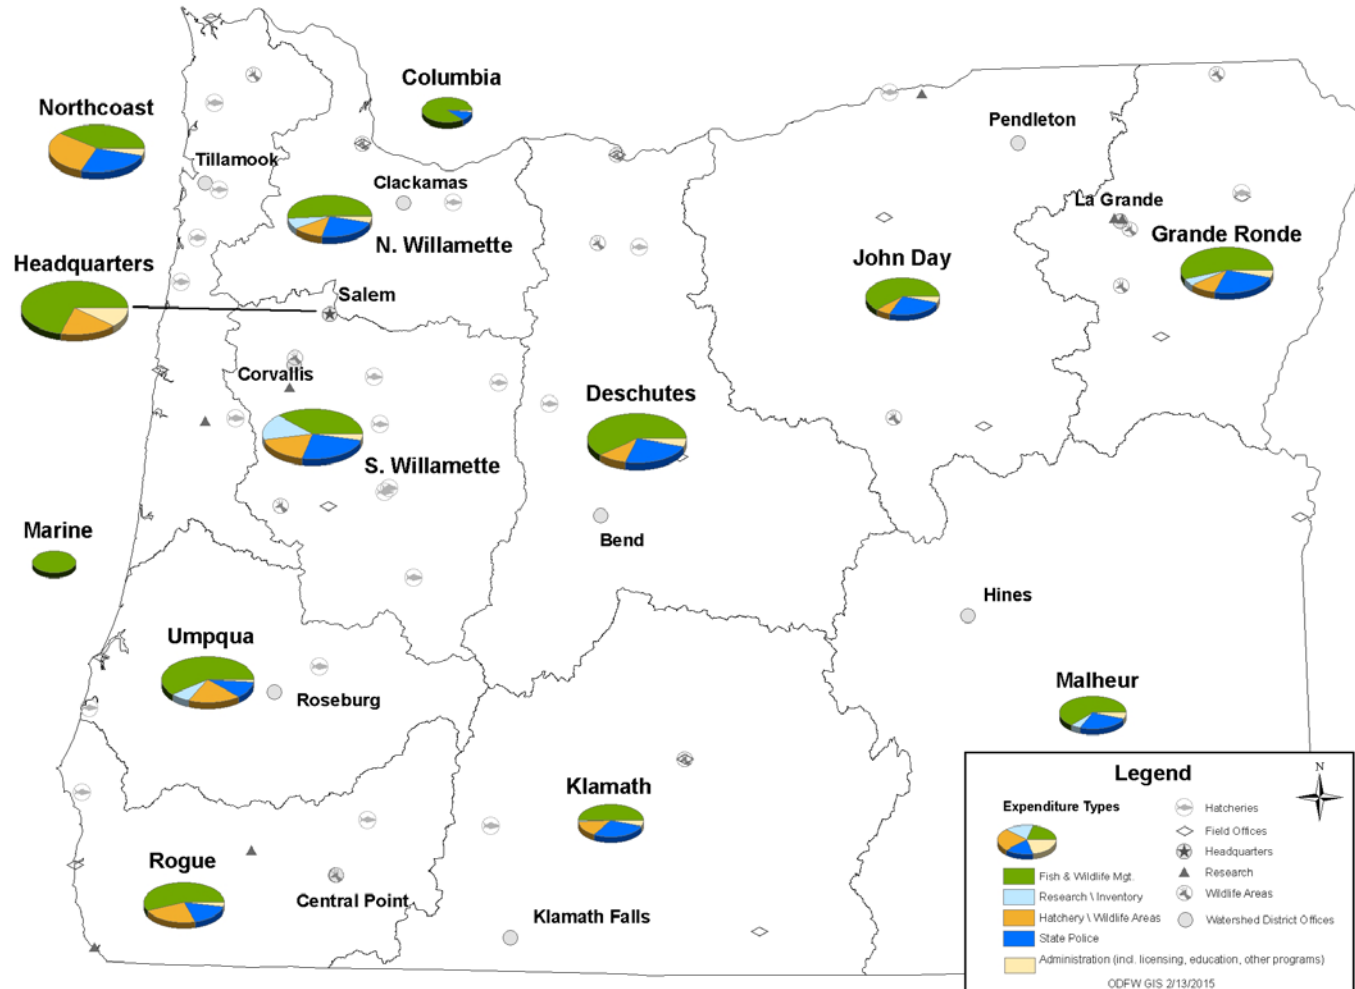 Columbia
Northcoast
Pendleton
Tillamook
Clackamas
La Grande
N. Willamette
Grande Ronde
Headquarters
John Day
Salem
Corvallis
Deschutes
S. Willamette
Marine
Bend
Hines
Umpqua
Roseburg
Malheur
Klamath
Rogue
Central Point
Klamath Falls
Legend
N
Expenditure Types
Fish & Wildlife Mgt.
Research \ Inventory
Hatchery \ Wildlife Areas
State Police
Administration (incl. licensing, education, other programs)
Hatcheries
Field Offices
Headquarters
Research
Wildlife Areas
Watershed District Offices
ODFW GIS 2/13/2015